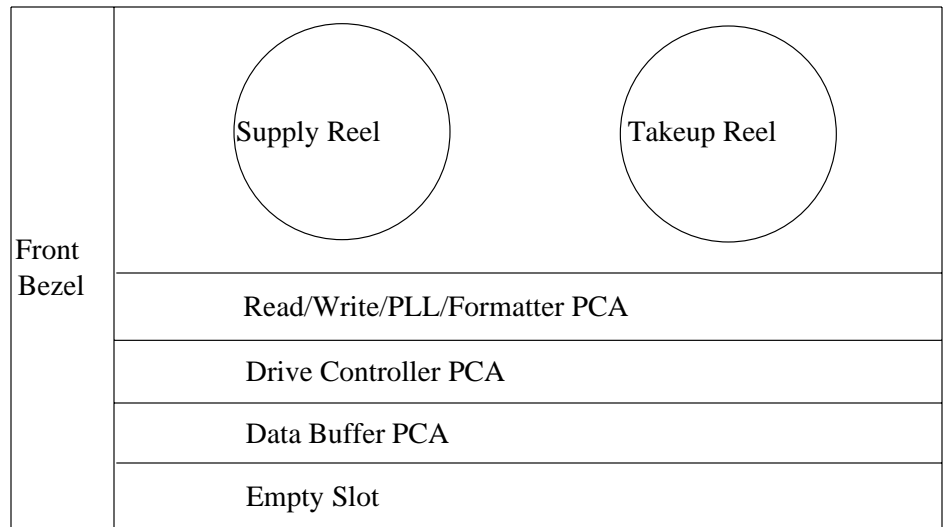 Supply Reel
Takeup Reel
Front
Bezel
Read/Write/PLL/Formatter PCA
Drive Controller PCA
Data Buffer PCA
Empty Slot